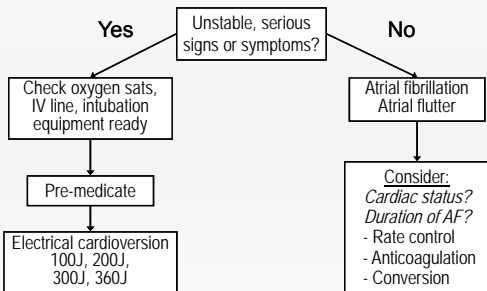 Yes
Unstable, serious
signs or symptoms?
No
Check oxygen sats,
IV line, intubation
equipment ready
Pre-medicate
Electrical cardioversion
100J, 200J,
300J, 360J
Atrial fibrillation
Atrial flutter
Consider:
Cardiac status?
Duration of AF?
- Rate control
- Anticoagulation
- Conversion